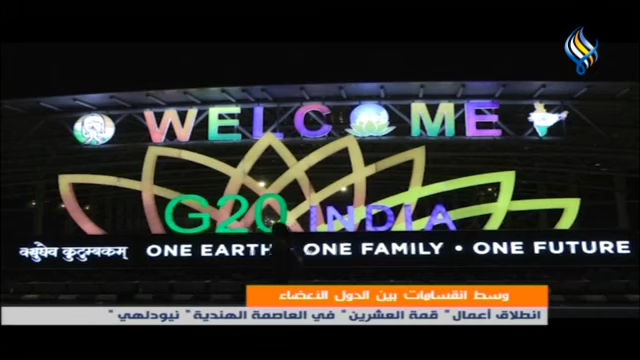 WELCOME
G20 INDIA
वसुधैव कुटुम्बकम् ONE EARTH ONE FAMILY • ONE FUTURE
وسط انقسامات بين الدول الأعضاء
انطلاق أعمال " قمة العشرين " في العاصمة الهندية " نيودلهي "